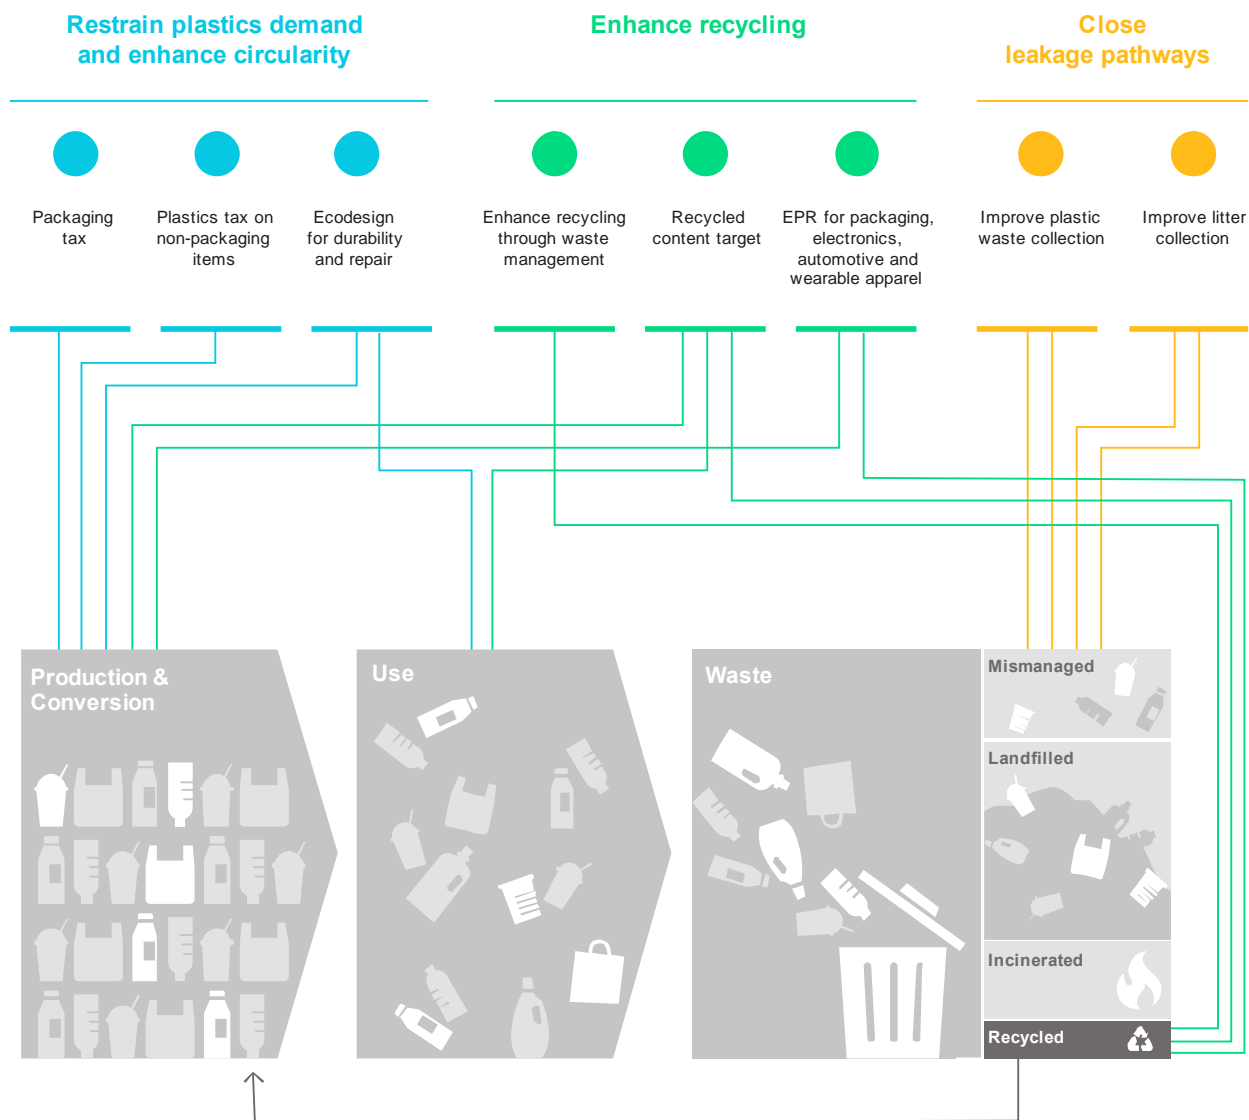 Restrain plastics demand
and enhance circularity
Enhance recycling
Close
leakage pathways
Packaging
tax
Plastics tax on
non-packaging
items
Ecodesign
for durability
and repair
Enhance recycling
through waste
management
Recycled
content target
EPR for packaging,
electronics,
automotive and
wearable apparel
Improve plastic
waste collection
Improve litter
collection
Production &
Conversion
Use
Waste
Mismanaged
Landfilled
Incinerated
Recycled